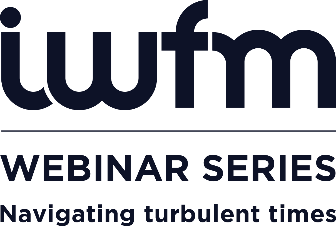 iwfm
WEBINAR SERIES
Navigating turbulent times